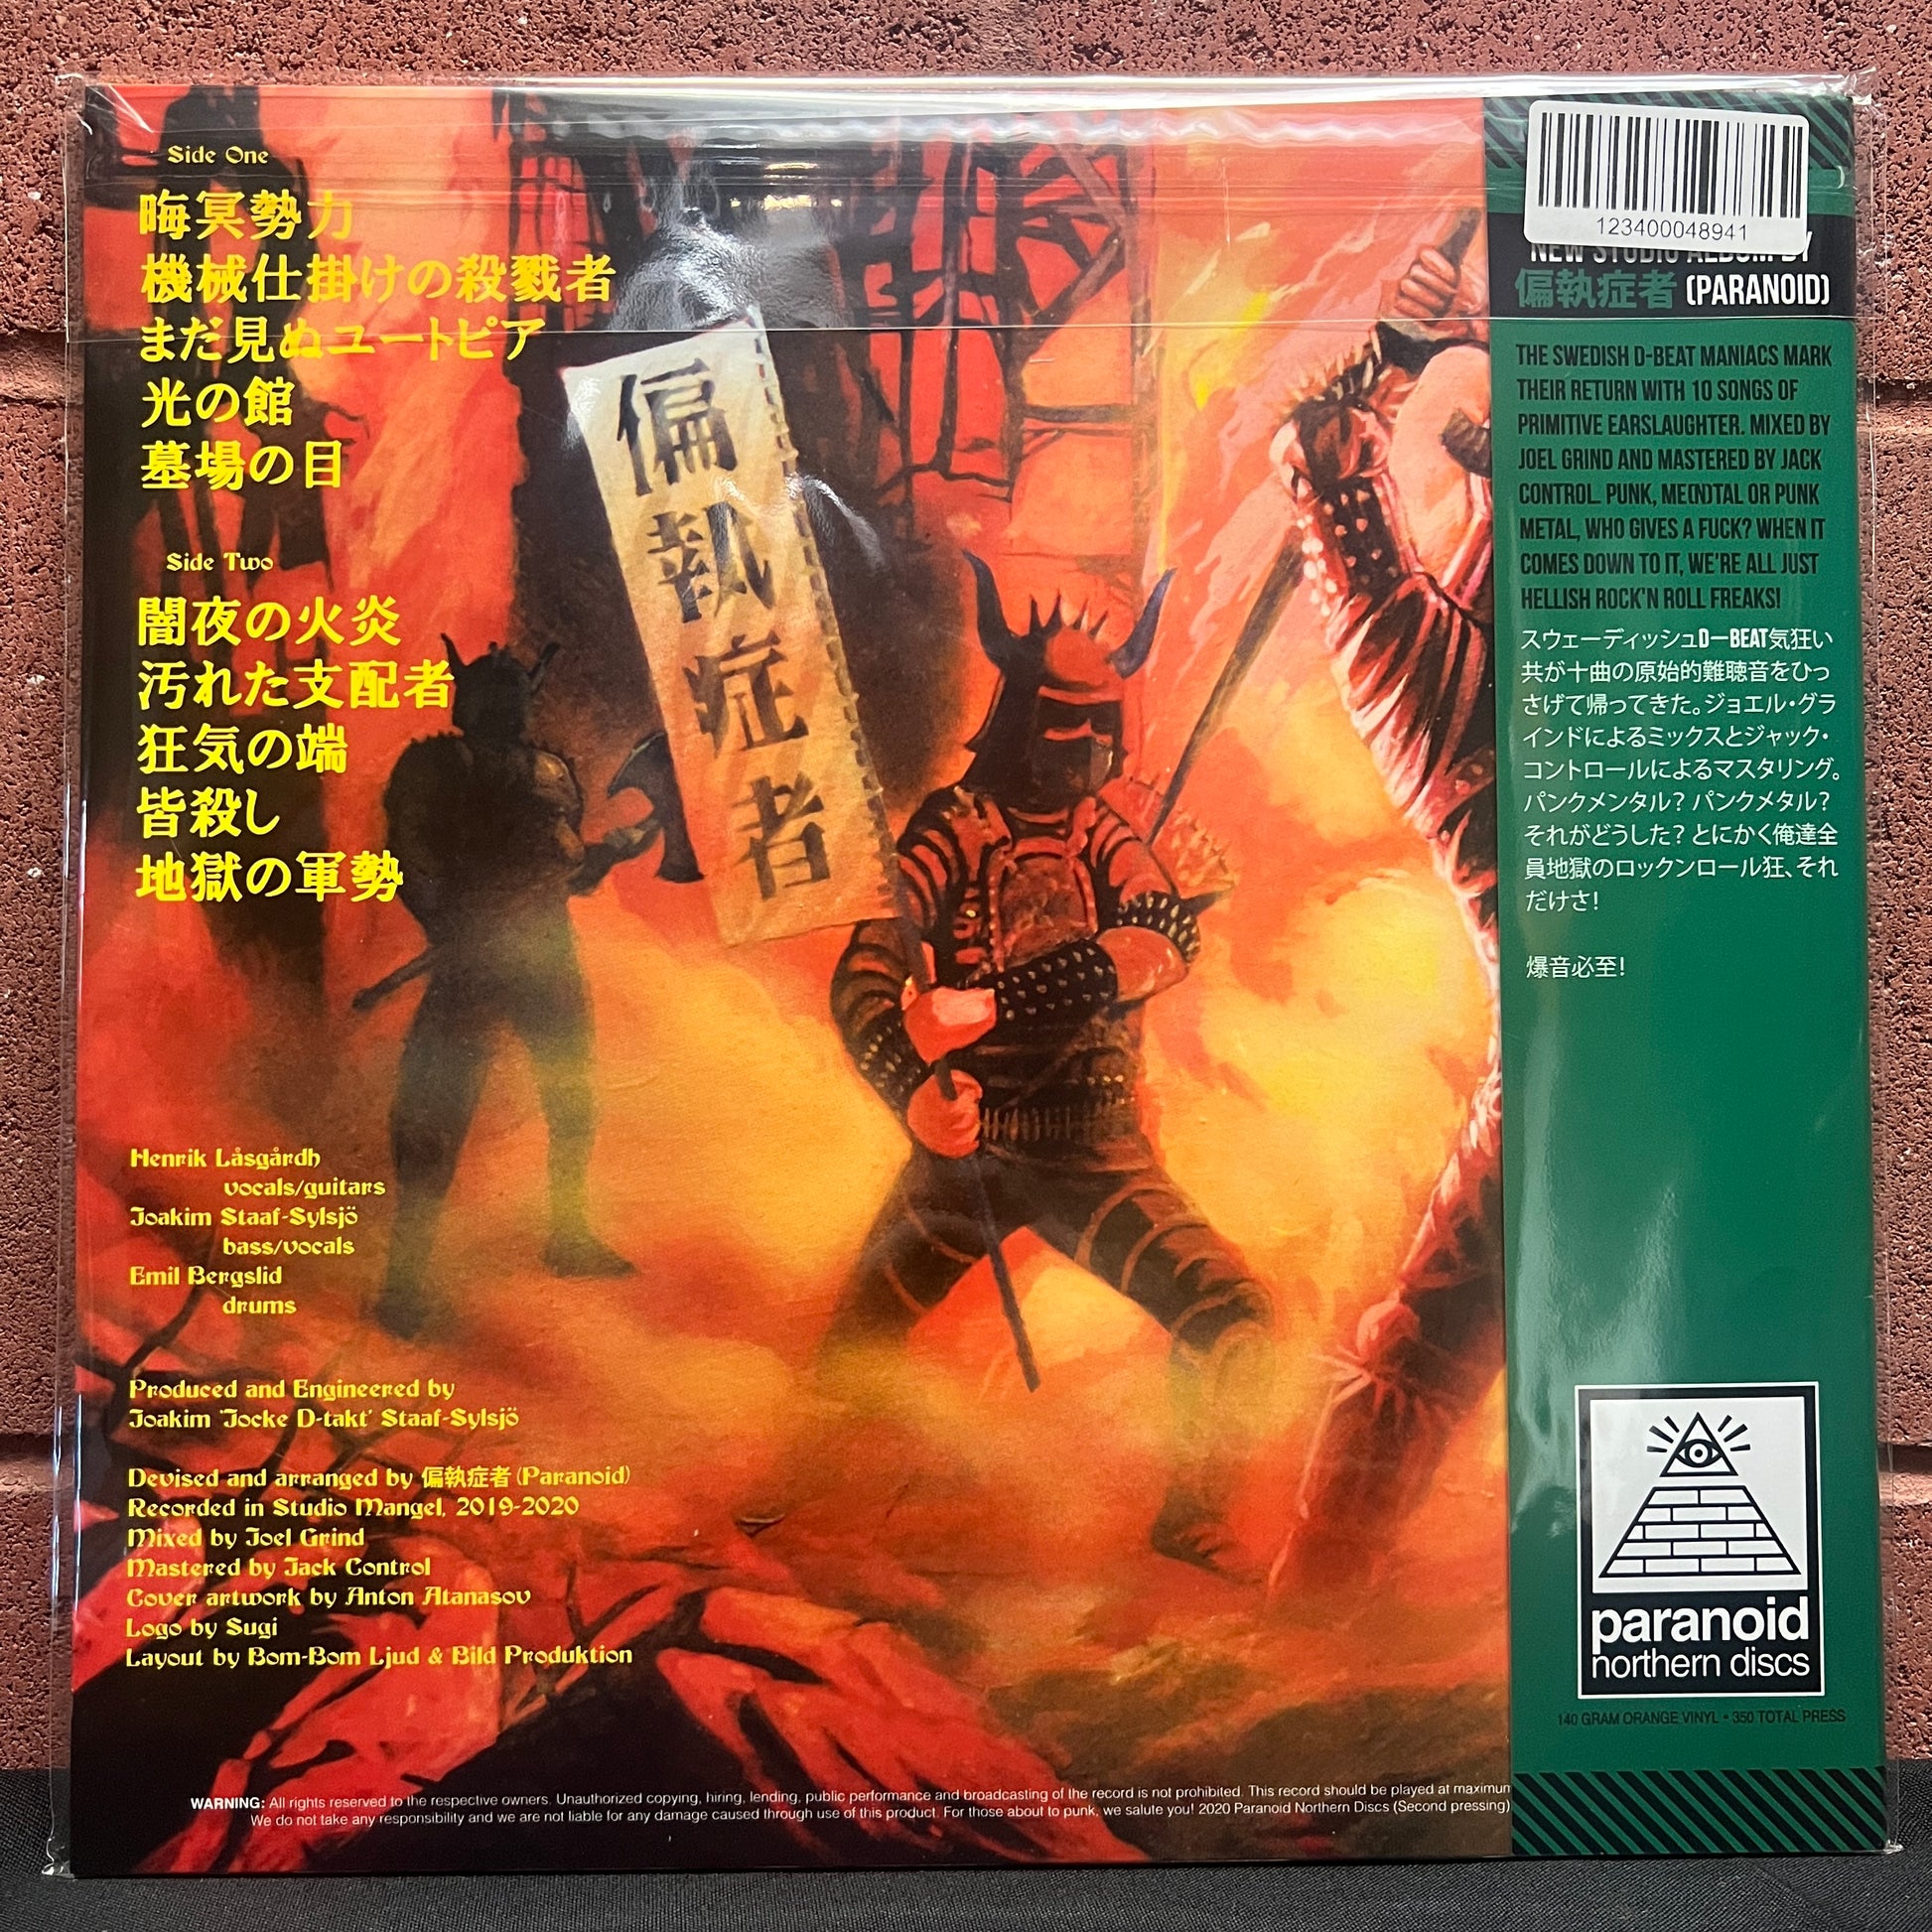 Side One
晦冥勢力
機械仕掛けの殺戮者
まだ見ぬユートピア
光の館
墓場の目
Side Two
闇夜の火炎
汚れた支配者
狂気の端
皆殺し
地獄の軍勢
偏執症者
Henrik Låsgårdh
vocals/guitars
Joakim Staaf-Sylsjö
bass/vocals
Emil Bergslid
drums
Produced and Engineered by
Joakim 'Jocke D-takt' Staaf-Sylsjö
Devised and arranged by 偏執症者 (Paranoid)
Recorded in Studio Mangel, 2019-2020
Mixed by Joel Grind
Mastered by Jack Control
Cover artwork by Anton Atanasov
Logo by Sugi
Layout by Bom-Bom Ljud & Bild Produktion
WARNING: All rights reserved to the respective owners. Unauthorized copying, hiring, lending, public performance and broadcasting of the record is not prohibited. This record should be played at maximum
We do not take any responsibility and we are not liable for any damage caused through use of this product. For those about to punk, we salute you! 2020 Paranoid Northern Discs (Second pressing)
123400048941
NEW STUDIO ALBUM BY
偏執症者 (PARANOID)
THE SWEDISH D-BEAT MANIACS MARK
THEIR RETURN WITH 10 SONGS OF
PRIMITIVE EARSLAUGHTER. MIXED BY
JOEL GRIND AND MASTERED BY JACK
CONTROL. PUNK, ME(N)TAL OR PUNK
METAL, WHO GIVES A FUCK? WHEN IT
COMES DOWN TO IT, WE'RE ALL JUST
HELLISH ROCK'N ROLL FREAKS!
スウェーディッシュD-BEAT気狂い
共が十曲の原始的難聴音をひっ
さげて帰ってきた。ジョエル・グラ
インドによるミックスとジャック・
コントロールによるマスタリング。
パンクメンタル？パンクメタル？
それがどうした？とにかく俺達全
員地獄のロックンロール狂、それ
だけさ！
爆音必至！
paranoid
northern discs
140 GRAM ORANGE VINYL • 350 TOTAL PRESS